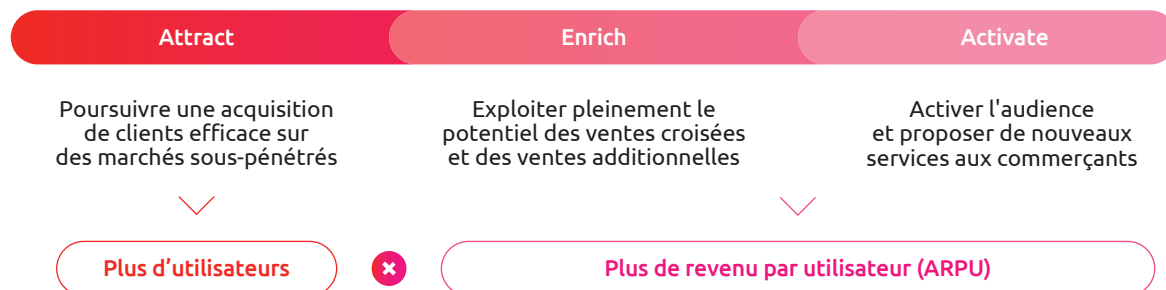 Attract
Enrich
Activate
Poursuivre une acquisition
de clients efficace sur
des marchés sous-pénétrés
Exploiter pleinement le
potentiel des ventes croisées
et des ventes additionnelles
Activer l'audience
et proposer de nouveaux
services aux commerçants
Plus d’utilisateurs
Plus de revenu par utilisateur (ARPU)